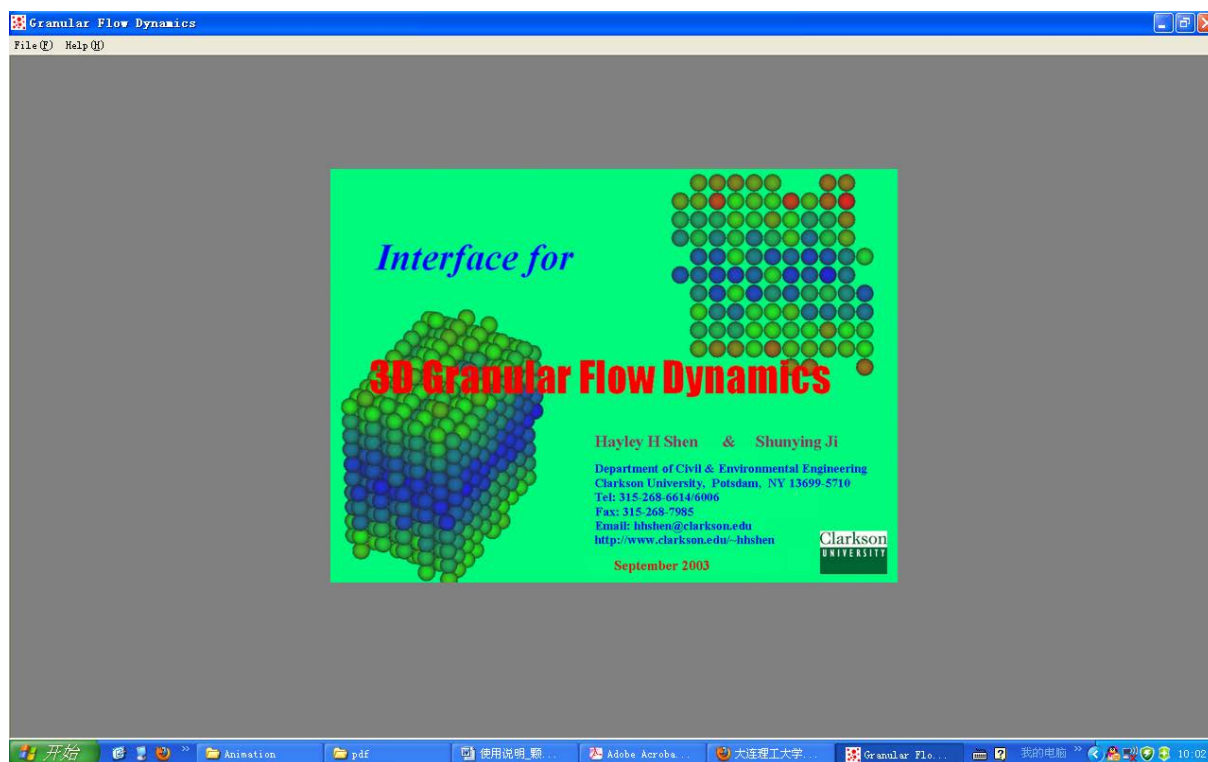 Granular Flow Dynamics
File(F) Help(H)
Interface for
3D Granular Flow Dynamics
Hayley H Shen & Shunying Ji
Department of Civil & Environmental Engineering
Clarkson University, Potsdam, NY 13699-5710
Tel: 315-268-6614/6006
Fax: 315-268-7985
Email: hhshen@clarkson.edu
http://www.clarkson.edu/~hhshen
Clarkson
UNIVERSITY
September 2003
开始 » Animation pdf 使用说明_颗... Adobe Acroba... 大连理工大学... Granular Flo... 我的电脑 » 10:02